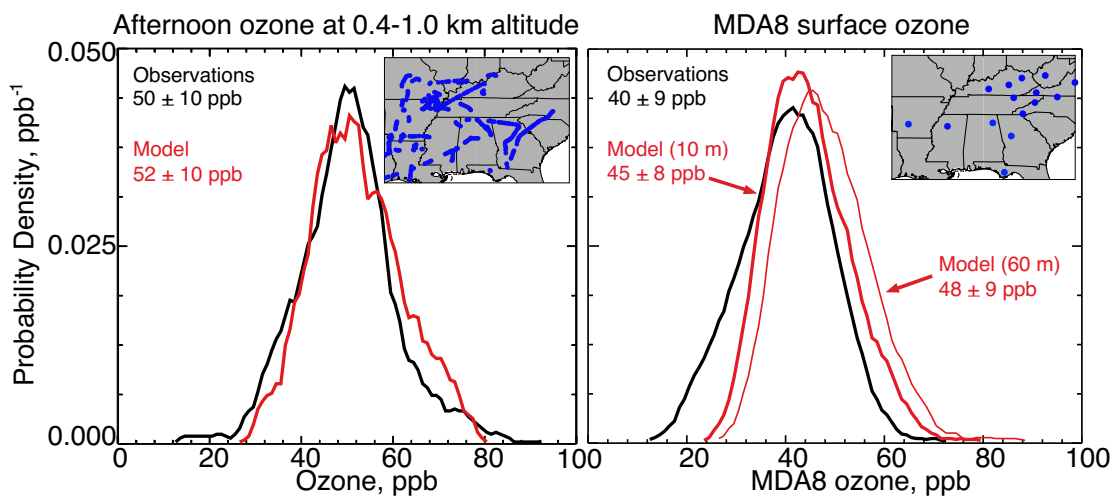 Afternoon ozone at 0.4-1.0 km altitude
MDA8 surface ozone
Probability Density, ppb-1
0.050
0.025
0.000
Observations
50 ± 10 ppb
Model
52 ± 10 ppb
0 20 40 60 80 100
Ozone, ppb
Observations
40 ± 9 ppb
Model (10 m)
45 ± 8 ppb
Model (60 m)
48 ± 9 ppb
20 40 60 80 100
MDA8 ozone, ppb